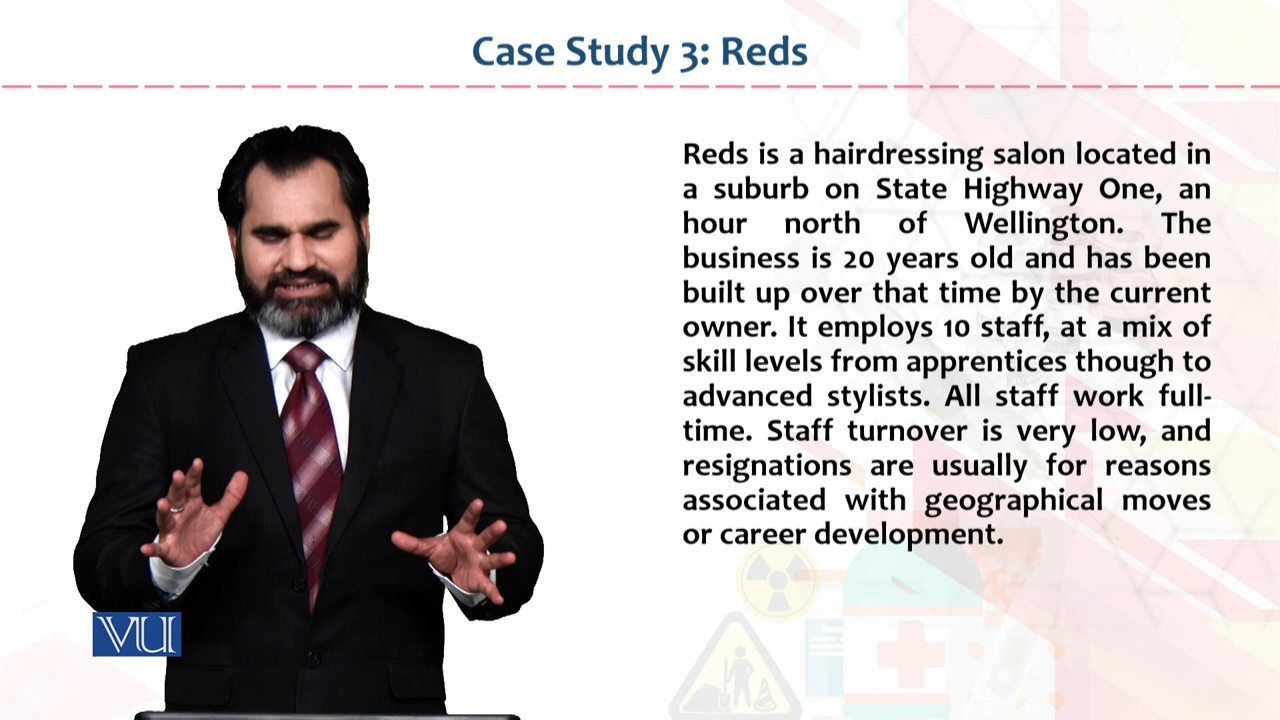 Case Study 3: Reds
Reds is a hairdressing salon located in
a suburb on State Highway One, an
hour north of Wellington. The
business is 20 years old and has been
built up over that time by the current
owner. It employs 10 staff, at a mix of
skill levels from apprentices though to
advanced stylists. All staff work full-
time. Staff turnover is very low, and
resignations are usually for reasons
associated with geographical moves
or career development.
VU